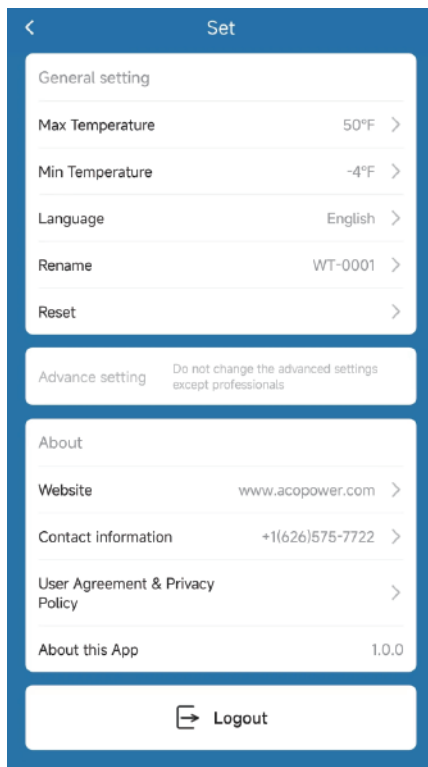 Set
General setting
Max Temperature 50°F
Min Temperature -4°F
Language English
Rename WT-0001
Reset
Advance setting Do not change the advanced settings
except professionals
About
Website www.acopower.com
Contact information +1(626)575-7722
User Agreement & Privacy
Policy
About this App 1.0.0
Logout